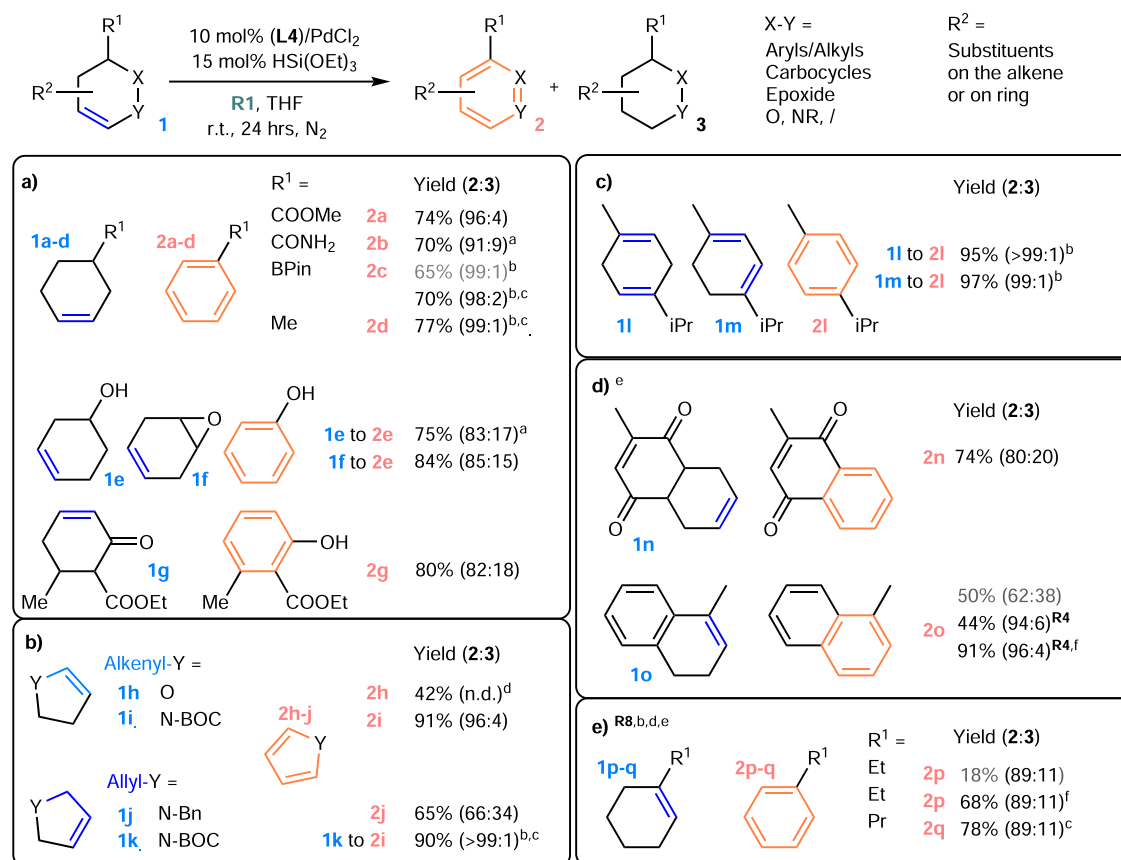 R¹
X
Y
R²
1
10 mol% (L4)/PdCl₂
15 mol% HSi(OEt)₃
R1, THF
r.t., 24 hrs, N₂
R¹
X
Y
R²
2
+
R¹
X
Y
R²
3
X-Y =
Aryls/Alkyls
Carbocycles
Epoxide
O, NR, /
R² =
Substituents
on the alkene
or on ring
a)
R¹ =
Yield (2:3)
1a-d
R¹
2a-d
R¹
COOMe 2a 74% (96:4)
CONH₂ 2b 70% (91:9)ᵃ
BPin 2c 65% (99:1)ᵇ
70% (98:2)ᵇ,ᶜ
Me 2d 77% (99:1)ᵇ,ᶜ.
OH
1e
O
1f
OH
1e to 2e 75% (83:17)ᵃ
1f to 2e 84% (85:15)
O
1g
Me
COOEt
OH
Me
COOEt
2g 80% (82:18)
b)
Yield (2:3)
Alkenyl-Y =
Y
1h O
1i. N-BOC
2h-j
Y
2h 42% (n.d.)ᵈ
2i 91% (96:4)
Allyl-Y =
Y
1j N-Bn
1k. N-BOC
2j 65% (66:34)
1k to 2i 90% (>99:1)ᵇ,ᶜ
c)
Yield (2:3)
1l
iPr
1m
iPr
2l
iPr
1l to 2l 95% (>99:1)ᵇ
1m to 2l 97% (99:1)ᵇ
d) ᵉ
Yield (2:3)
O
O
1n
O
O
2n 74% (80:20)
1o
2o
50% (62:38)
44% (94:6)ᴿ⁴
91% (96:4)ᴿ⁴,ᶠ
e) ᴿ⁸,ᵇ,ᵈ,ᵉ
R¹ =
Yield (2:3)
1p-q
R¹
2p-q
R¹
Et 2p 18% (89:11)
Et 2p 68% (89:11)ᶠ
Pr 2q 78% (89:11)ᶜ